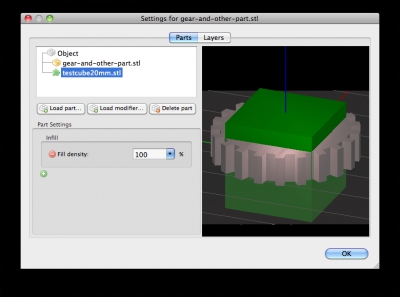 Settings for gear-and-other-part.stl
Parts
Layers
Object
gear-and-other-part.stl
testcube20mm.stl
Load part...
Load modifier...
Delete part
Part Settings
Infill
Fill density:
100
%
OK